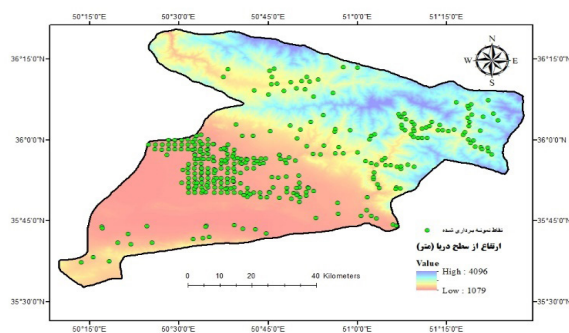 50°15'0"E 50°30'0"E 50°45'0"E 51°0'0"E 51°15'0"E
36°15'0"N 36°15'0"N
N
W E
S
36°0'0"N 36°0'0"N
35°45'0"N 35°45'0"N
نقاط نمونه برداری شده
ارتفاع از سطح دریا (متر)
Value
High : 4096
Low : 1079
0 5 10 20 30 40 Kilometers
35°30'0"N 35°30'0"N
50°15'0"E 50°30'0"E 50°45'0"E 51°0'0"E 51°15'0"E